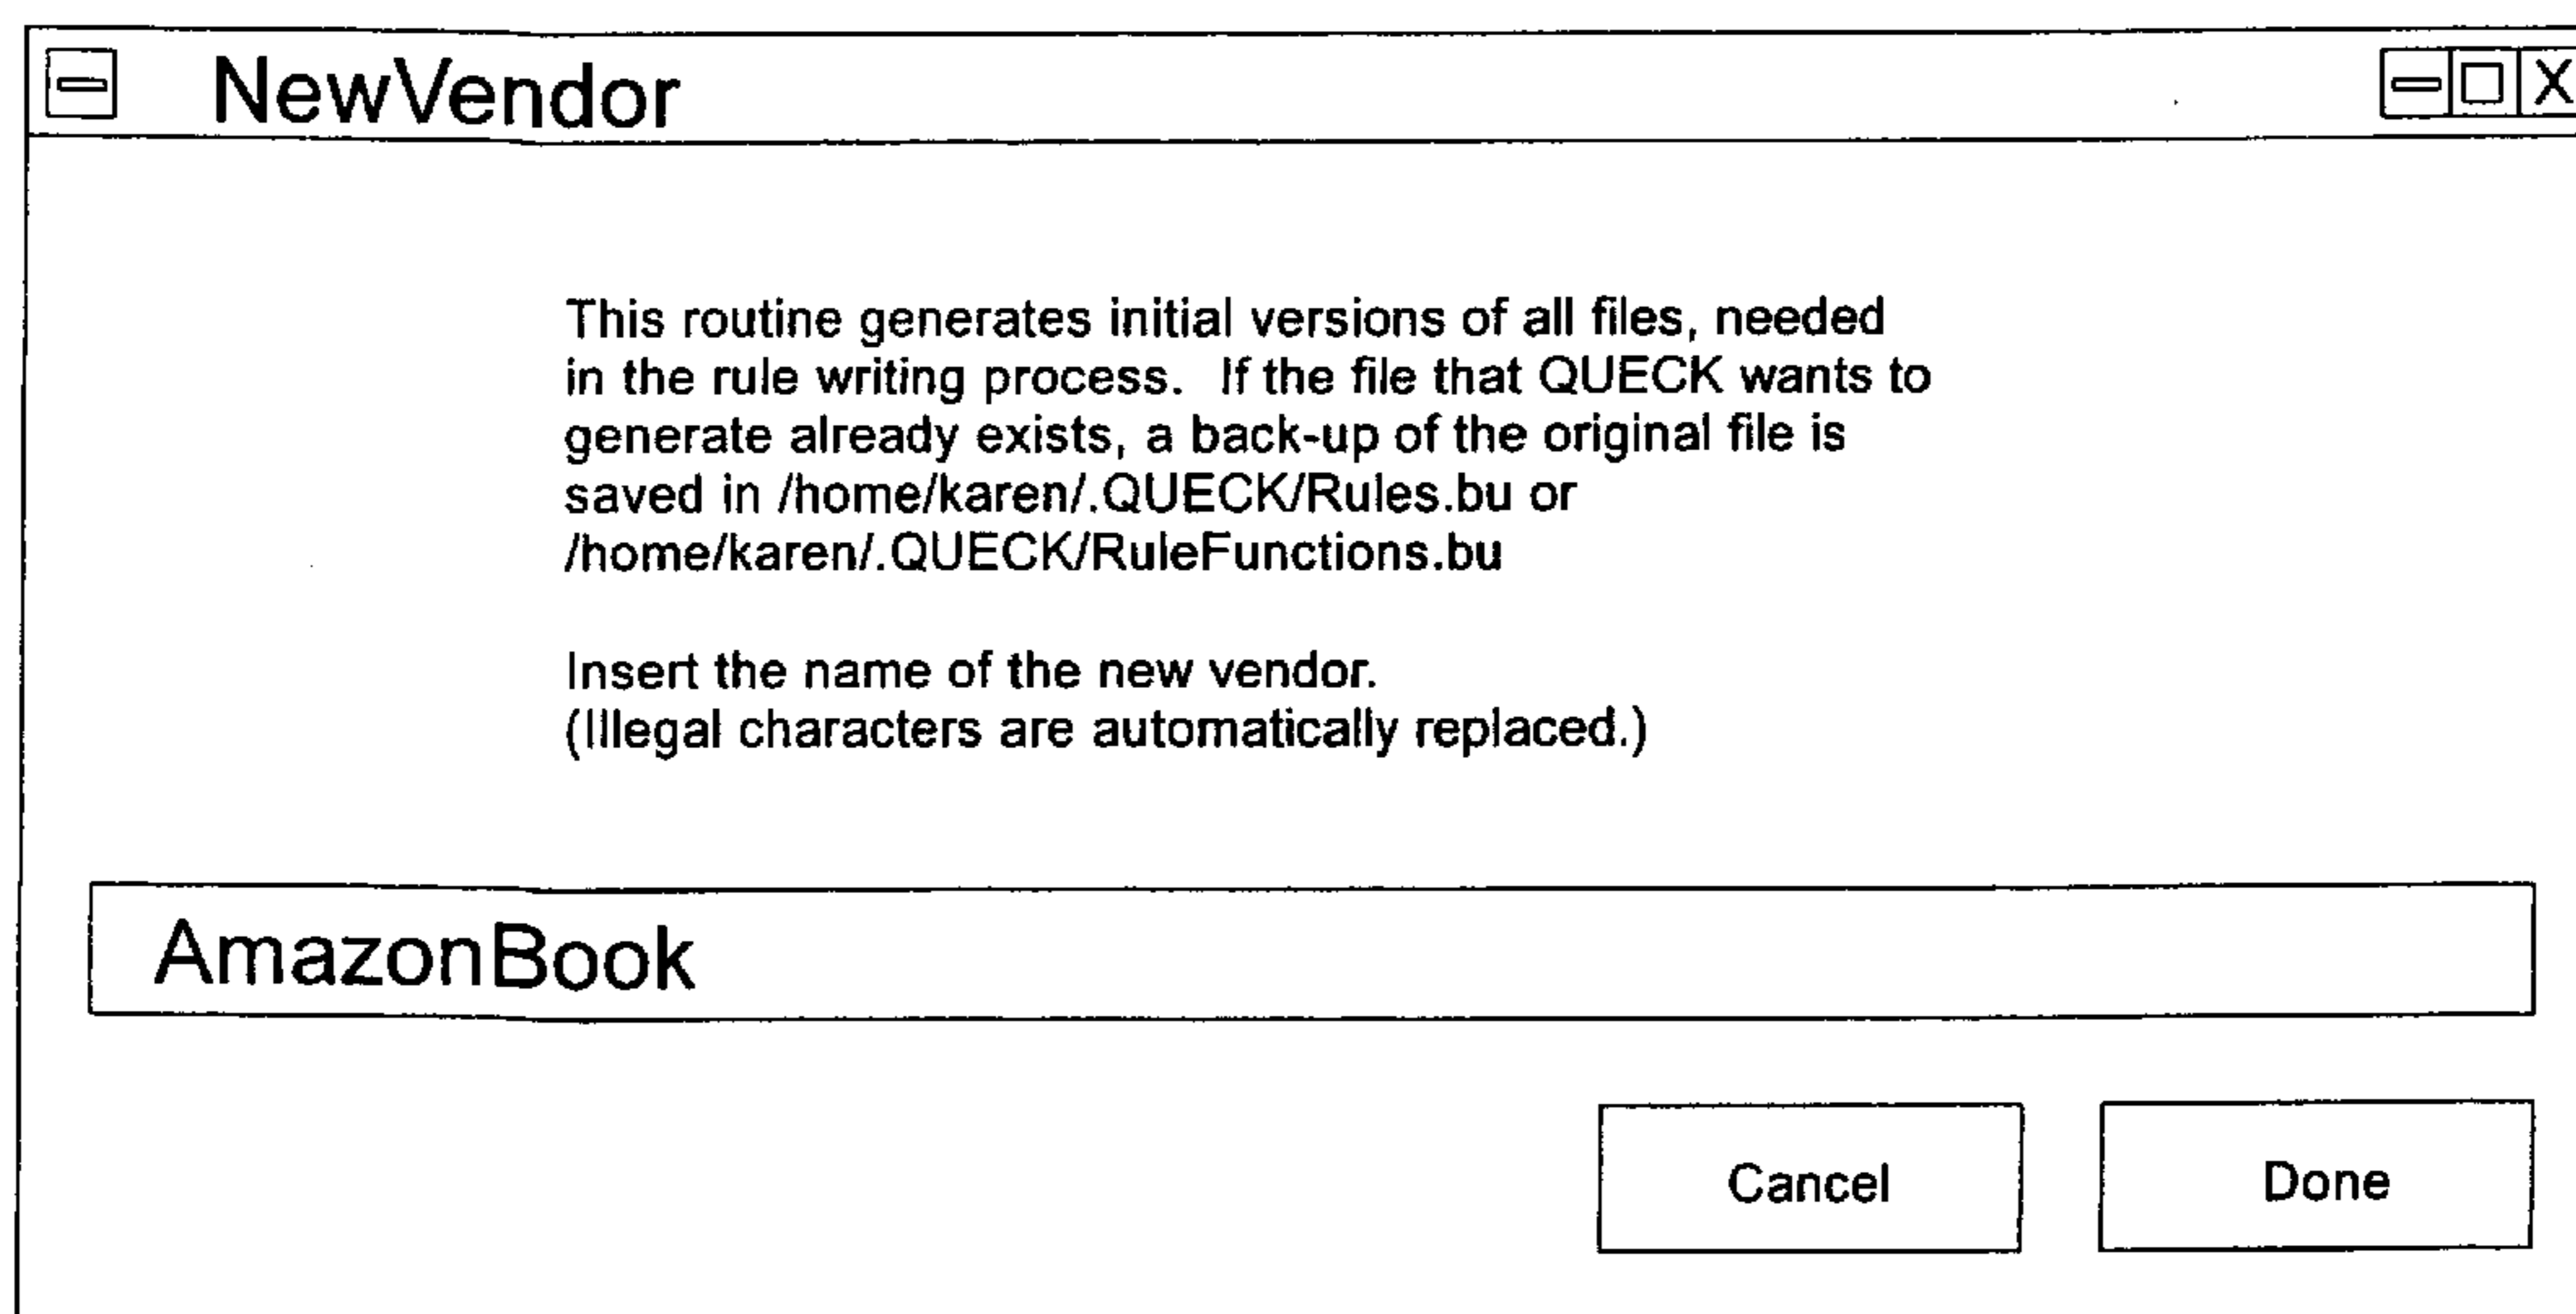 NewVendor
X
This routine generates initial versions of all files, needed
in the rule writing process.  If the file that QUECK wants to
generate already exists, a back-up of the original file is
saved in /home/karen/.QUECK/Rules.bu or
/home/karen/.QUECK/RuleFunctions.bu
Insert the name of the new vendor.
(Illegal characters are automatically replaced.)
AmazonBook
Cancel
Done